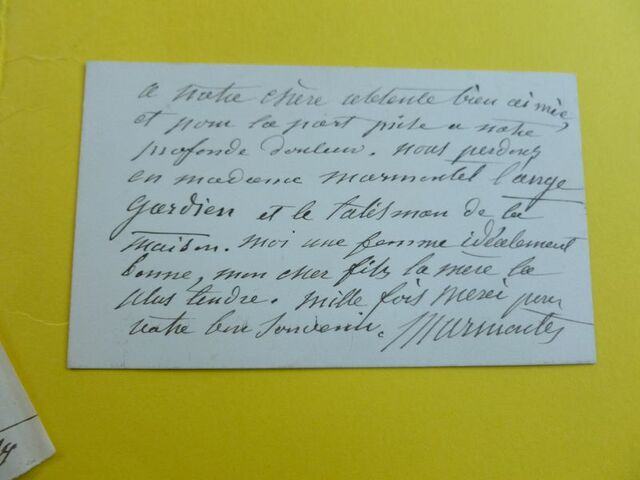 a notre chère absente bien aimée,
et pour la part prise a notre
profonde douleur. nous perdons
en madame marmontel l'ange
gardien et le talisman de la
maison. moi une femme idéalement
bonne, mon cher fils la mère la
plus tendre. mille fois merci pour
votre bon souvenir. Marmontel